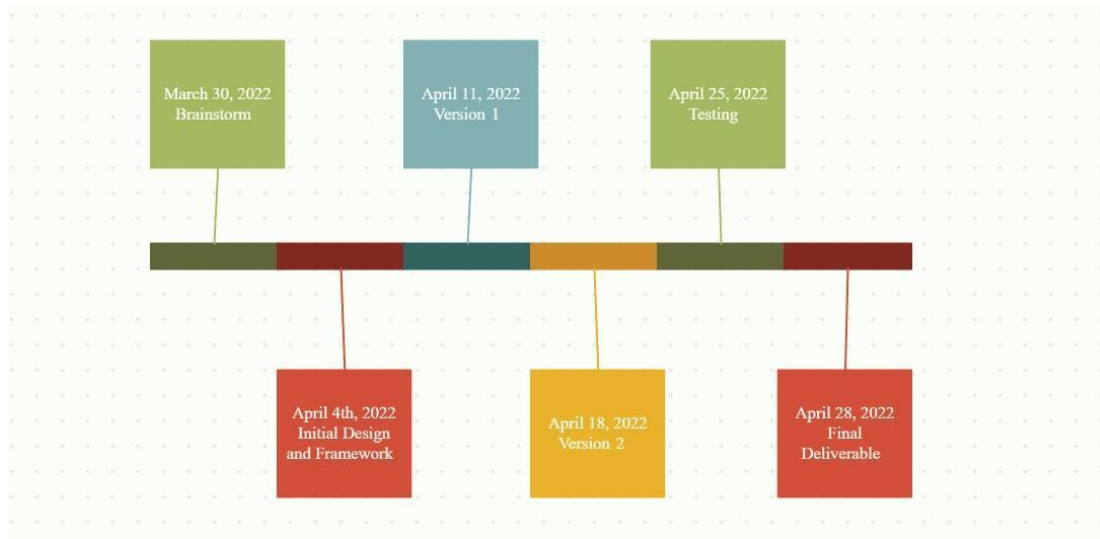 March 30, 2022
Brainstorm
April 11, 2022
Version 1
April 25, 2022
Testing
April 4th, 2022
Initial Design
and Framework
April 18, 2022
Version 2
April 28, 2022
Final
Deliverable